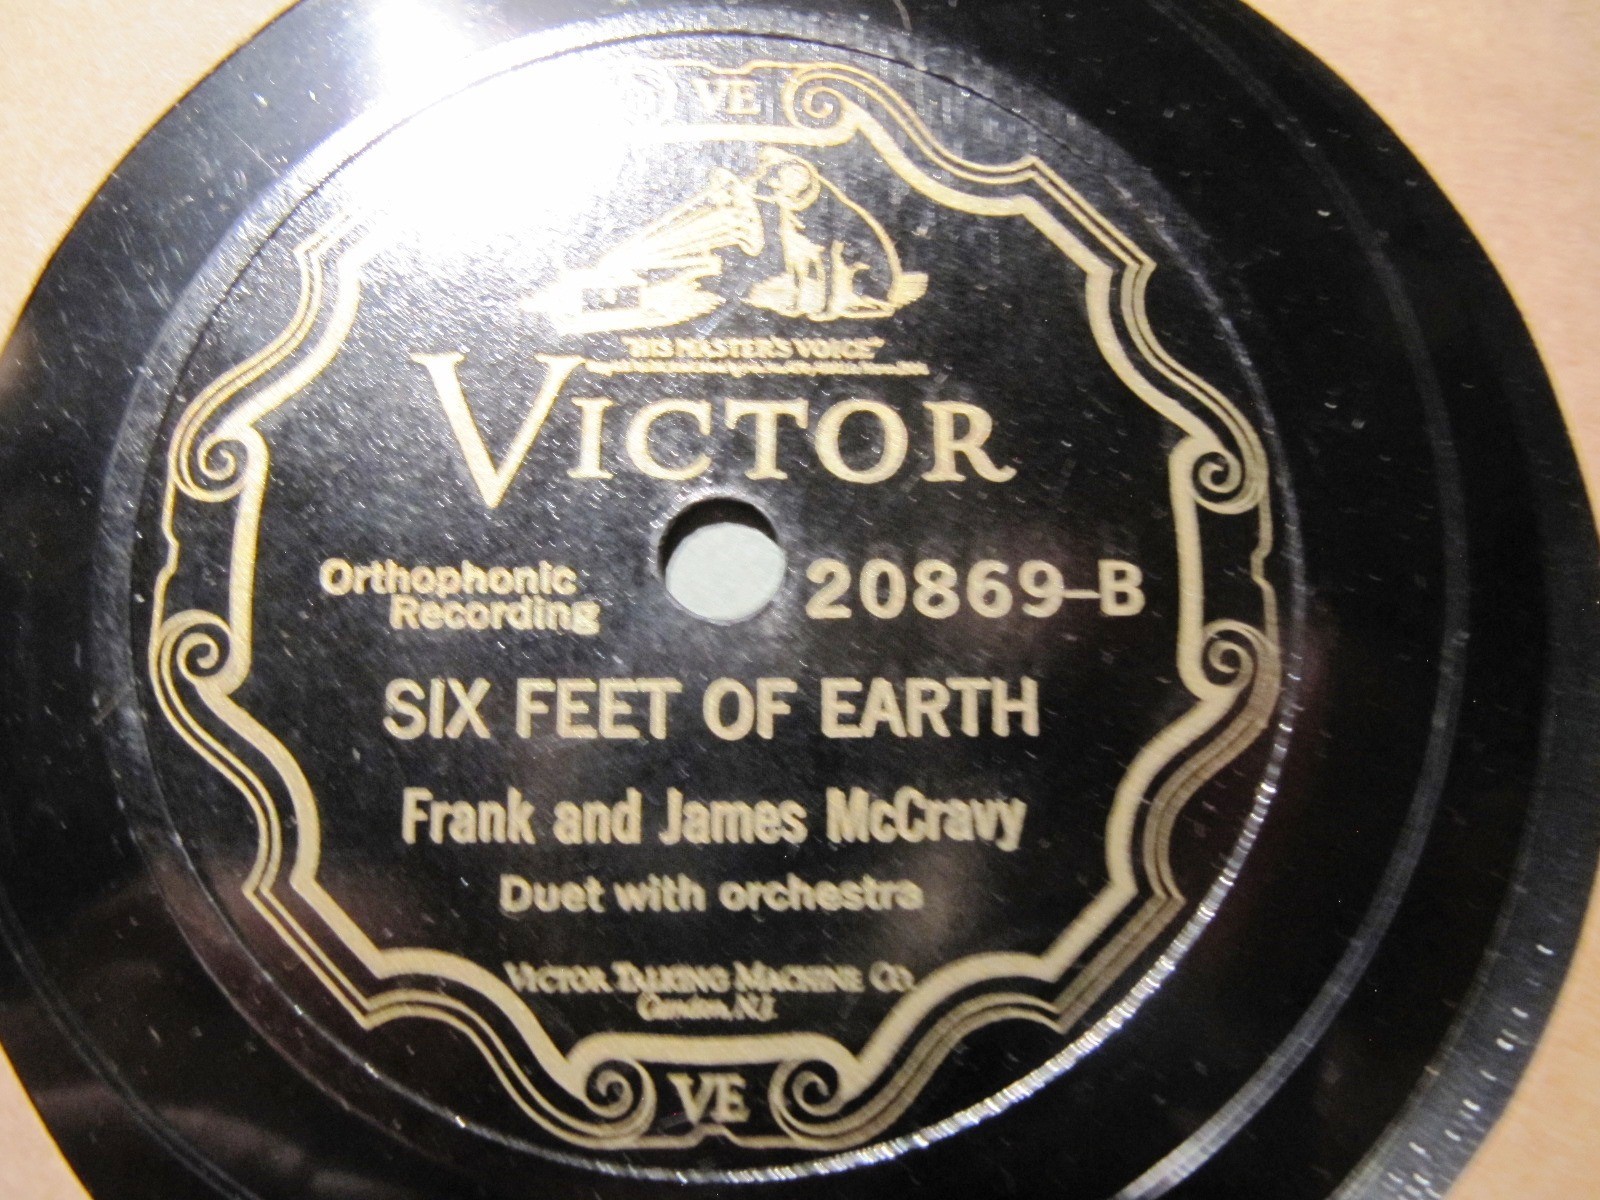 VE
"HIS MASTER'S VOICE"
VICTOR
Orthophonic
Recording
20869-B
SIX FEET OF EARTH
Frank and James McCravy
Duet with orchestra
VICTOR TALKING MACHINE CO.
Camden, N.J.
VE